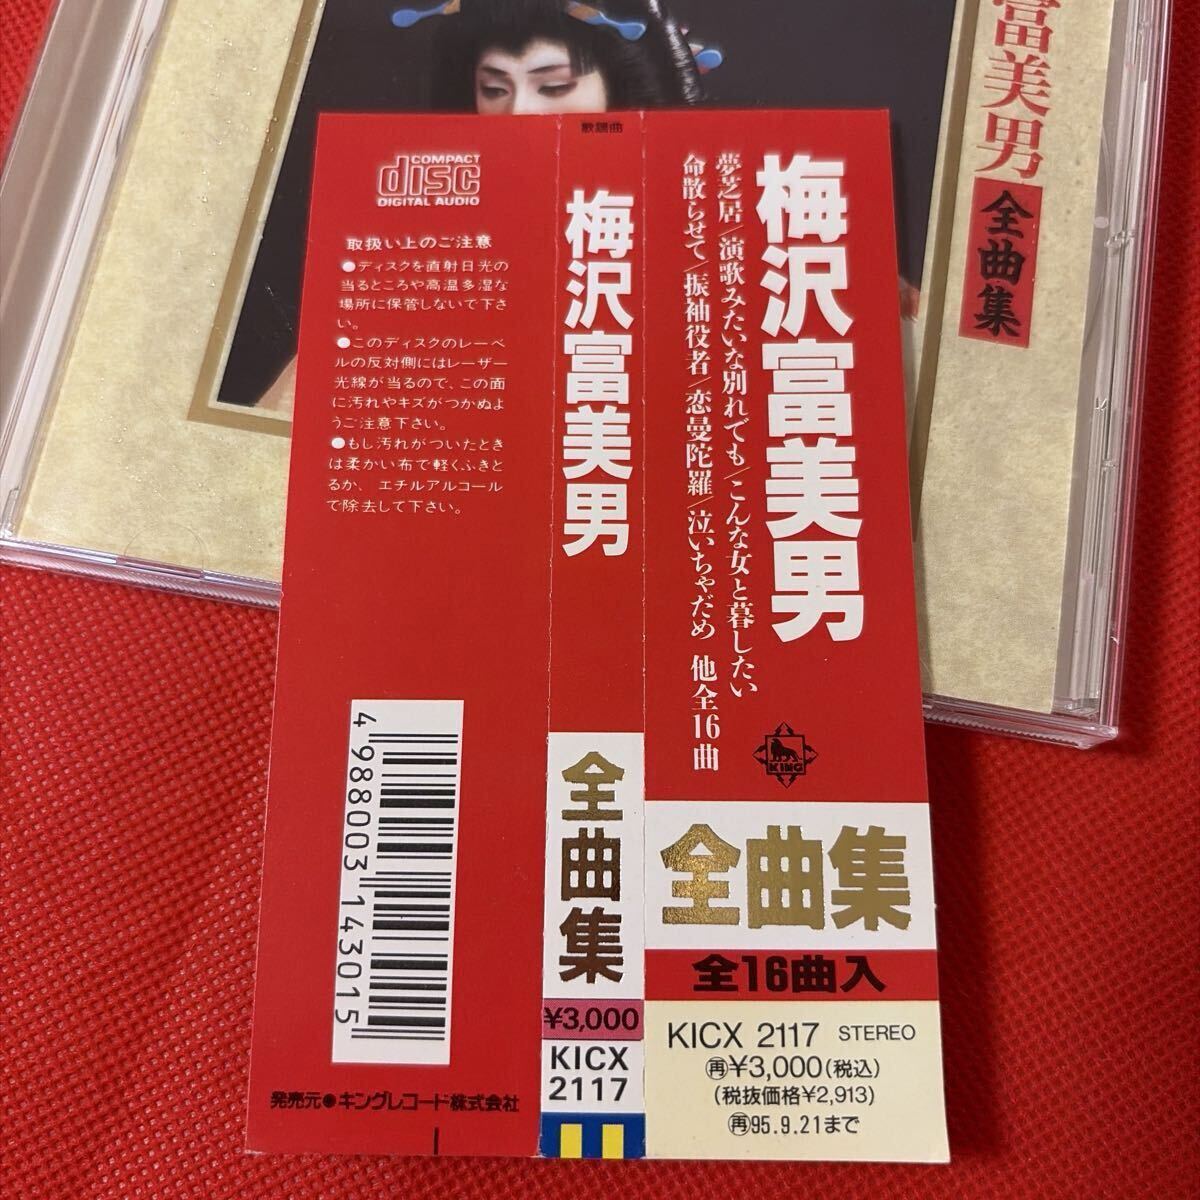 富美男
全曲集
COMPACT
disc
DIGITAL AUDIO
取扱い上のご注意
●ディスクを直射日光の
当るところや高温多湿な
場所に保管しないで下さ
い。
●このディスクのレーベ
ルの反対側にはレーザー
光線が当るので、この面
に汚れやキズがつかぬよ
うご注意下さい。
●もし汚れがついたとき
は柔かい布で軽くふきと
るか、エチルアルコール
で除去して下さい。
4988003143015
発売元●キングレコード株式会社
歌謡曲
梅沢富美男
全曲集
¥3,000
KICX
2117
梅沢富美男
夢芝居/演歌みたいな別れでも/こんな女と暮したい
命散らせて/振袖役者/恋曼陀羅/泣いちゃだめ 他全16曲
KING
全曲集
全16曲入
KICX 2117 STEREO
再¥3,000(税込)
(税抜価格¥2,913)
再95.9.21まで